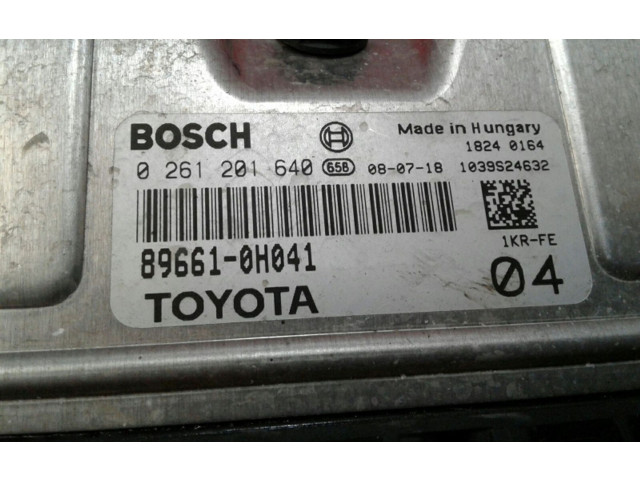 BOSCH
Made in Hungary
1824 0164
0 261 201 640 658 08-07-18 1039S24632
1KR-FE
89661-0H041
TOYOTA
04